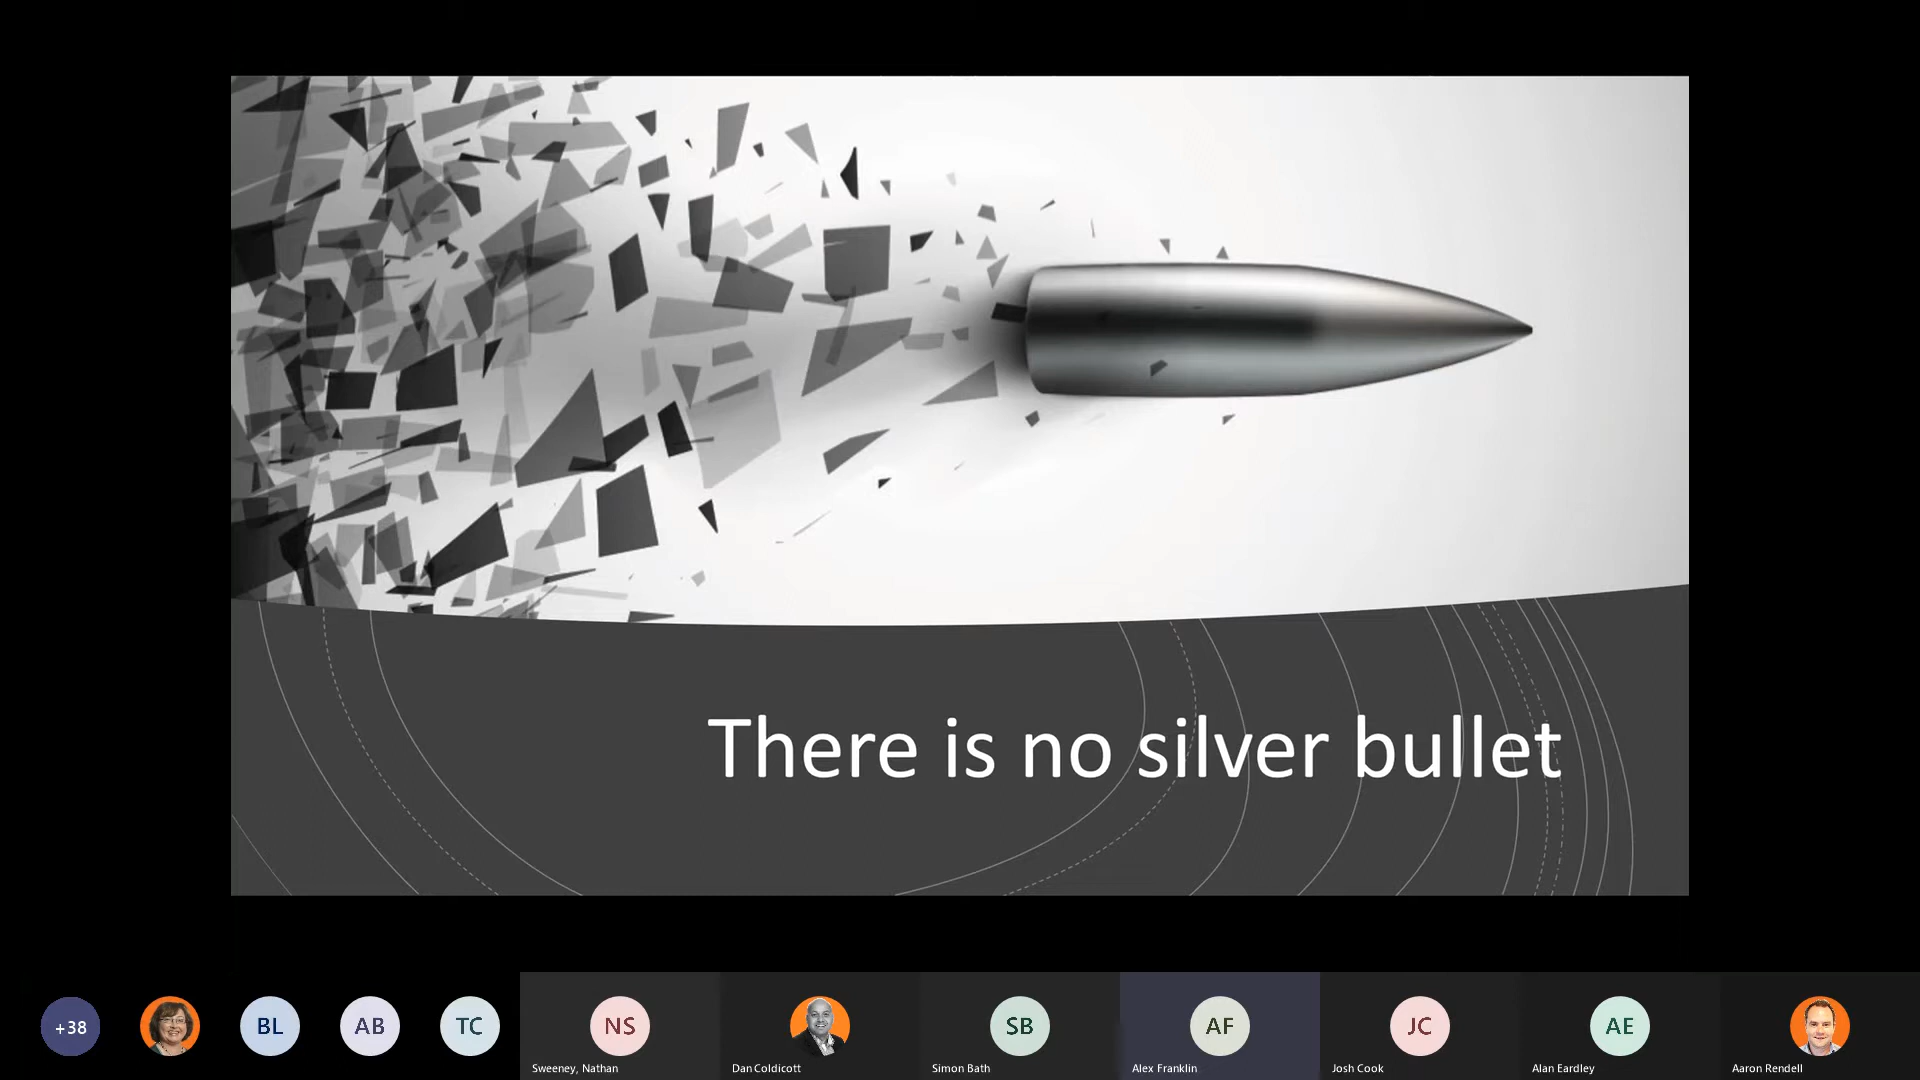 There is no silver bullet
+38
BL
AB
TC
NS
SB
AF
JC
AE
Sweeney, Nathan
Dan Coldicott
Simon Bath
Alex Franklin
Josh Cook
Alan Eardley
Aaron Rendell